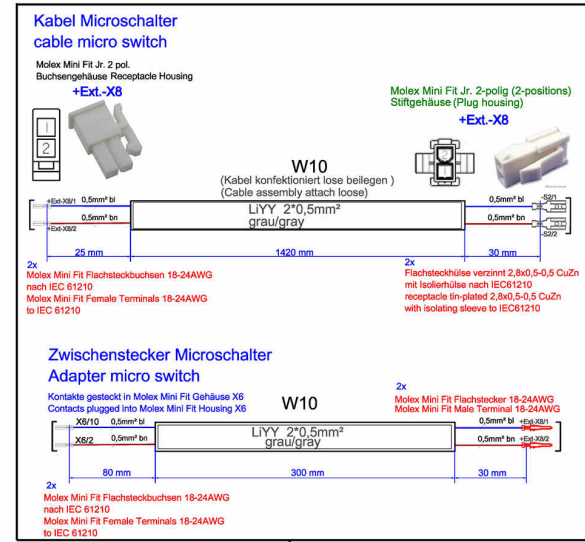 Kabel Microschalter
cable micro switch
Molex Mini Fit Jr. 2 pol.
Buchsengehäuse Receptacle Housing
+Ext.-X8
1
2
Molex Mini Fit Jr. 2-polig (2-positions)
Stiftgehäuse (Plug housing)
+Ext.-X8
2
W10
(Kabel konfektioniert lose beilegen )
(Cable assembly attach loose)
+Ext-X8/1 0,5mm² bl
0,5mm² bl -S2/1
LiYY 2*0,5mm²
grau/gray
0,5mm² bn
+Ext-X8/2
0,5mm² bn
-S2/2
25 mm 1420 mm 30 mm
2x
Molex Mini Fit Flachsteckbuchsen 18-24AWG
nach IEC 61210
Molex Mini Fit Female Terminals 18-24AWG
to IEC 61210
2x
Flachsteckhülse verzinnt 2,8x0,5-0,5 CuZn
mit Isolierhülse nach IEC61210
receptacle tin-plated 2,8x0,5-0,5 CuZn
with isolating sleeve to IEC61210
Zwischenstecker Microschalter
Adapter micro switch
Kontakte gesteckt in Molex Mini Fit Gehäuse X6
Contacts plugged into Molex Mini Fit Housing X6
W10
2x
Molex Mini Fit Flachstecker 18-24AWG
Molex Mini Fit Male Terminal 18-24AWG
X6/10 0,5mm² bl
0,5mm² bl +Ext-X8/1
LiYY 2*0,5mm²
grau/gray
X6/2 0,5mm² bn
0,5mm² bn +Ext-X8/2
80 mm 300 mm 30 mm
2x
Molex Mini Fit Flachsteckbuchsen 18-24AWG
nach IEC 61210
Molex Mini Fit Female Terminals 18-24AWG
to IEC 61210